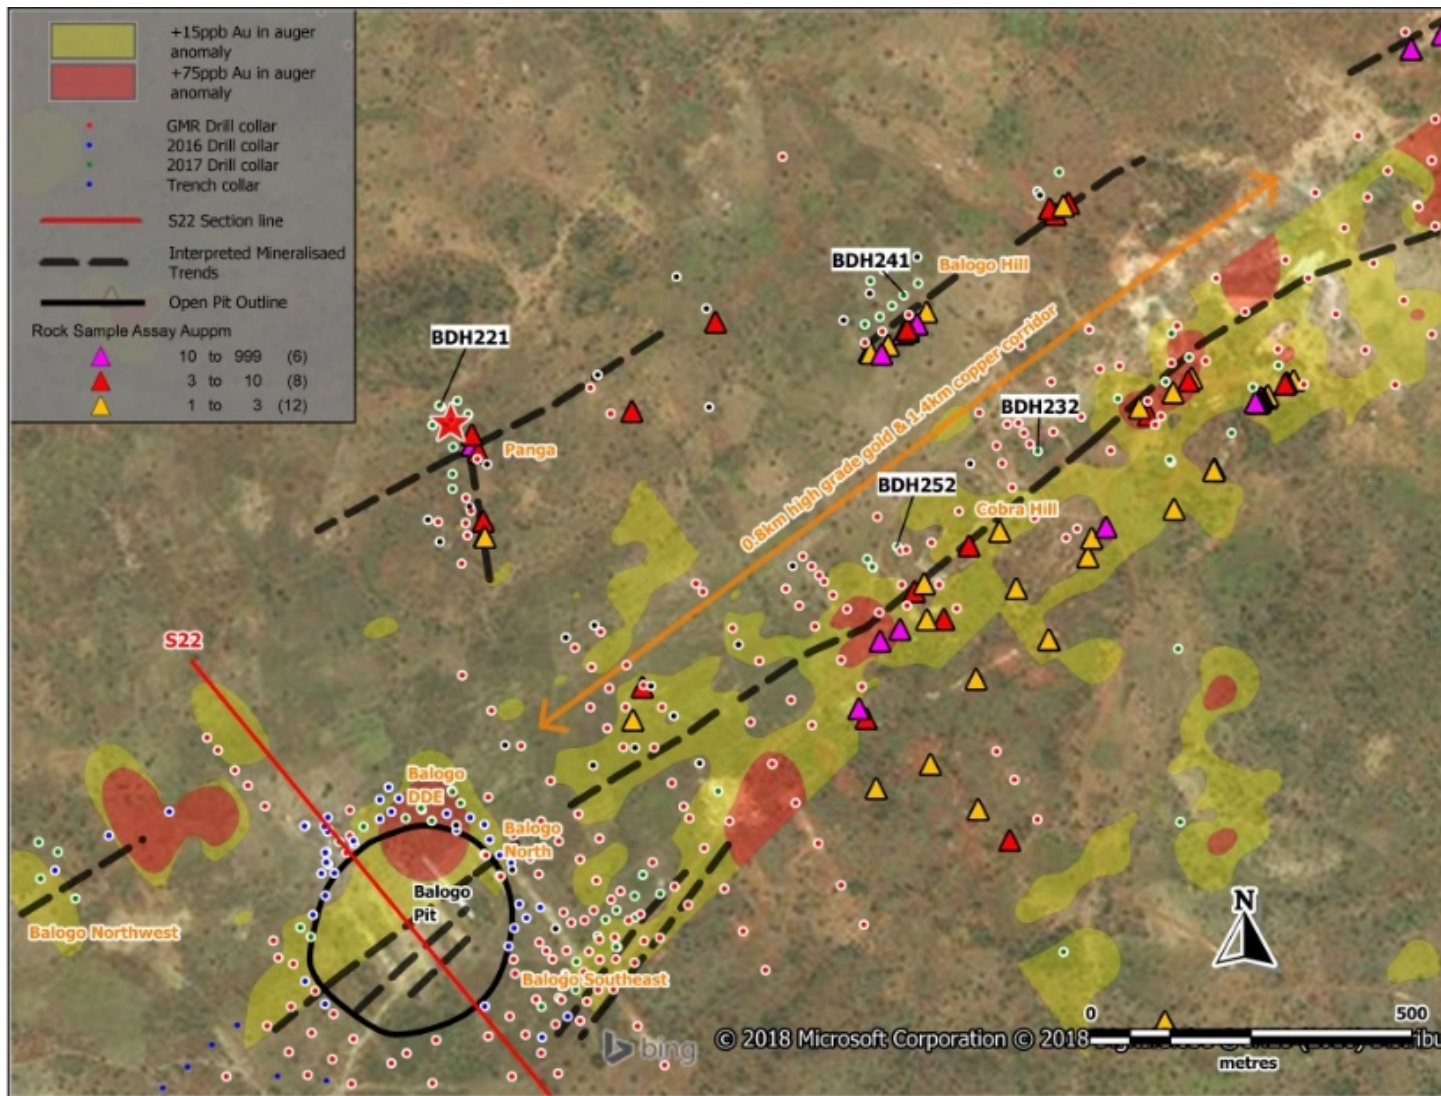 +15ppb Au in auger
anomaly
+75ppb Au in auger
anomaly
GMR Drill collar
2016 Drill collar
2017 Drill collar
Trench collar
S22 Section line
Interpreted Mineralisaed
Trends
Open Pit Outline
Rock Sample Assay Auppm
10 to 999 (6)
3 to 10 (8)
1 to 3 (12)
BDH241
Balogo Hill
BDH221
Panga
0.8km high grade gold & 1.4km copper corridor
BDH232
BDH252
Cobra Hill
S22
Balogo
DDE
Balogo
North
Balogo
Pit
Balogo Northwest
Balogo Southeast
N
0 500
metres
bing
© 2018 Microsoft Corporation © 2018